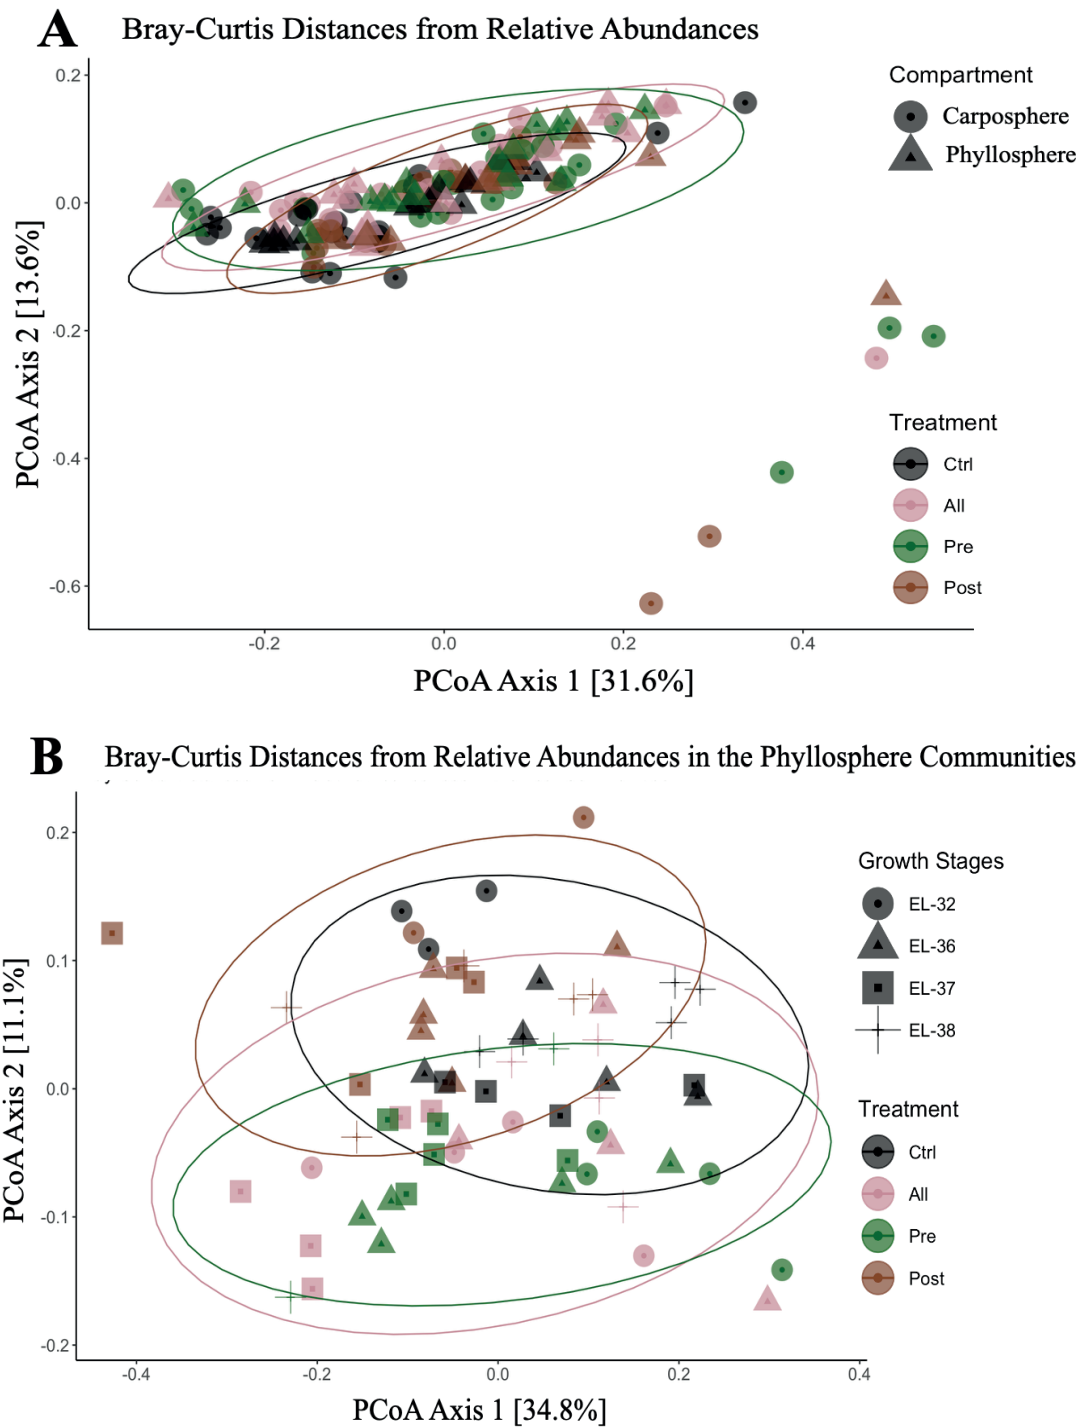 A
Bray-Curtis Distances from Relative Abundances
Compartment
Carposphere
Phyllosphere
Treatment
Ctrl
All
Pre
Post
0.2
0.0
-0.2
-0.4
-0.6
PCoA Axis 2 [13.6%]
-0.2 0.0 0.2 0.4
PCoA Axis 1 [31.6%]
B
Bray-Curtis Distances from Relative Abundances in the Phyllosphere Communities
Growth Stages
EL-32
EL-36
EL-37
EL-38
Treatment
Ctrl
All
Pre
Post
0.2
0.1
0.0
-0.1
-0.2
PCoA Axis 2 [11.1%]
-0.4 -0.2 0.0 0.2 0.4
PCoA Axis 1 [34.8%]